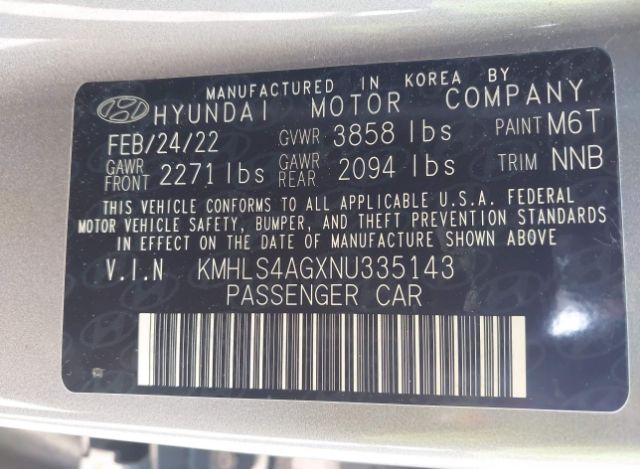 MANUFACTURED IN KOREA BY
HYUNDAI MOTOR COMPANY
FEB/24/22 GVWR 3858 lbs PAINT M6T
GAWR FRONT 2271 lbs GAWR REAR 2094 lbs TRIM NNB
THIS VEHICLE CONFORMS TO ALL APPLICABLE U.S.A. FEDERAL
MOTOR VEHICLE SAFETY, BUMPER, AND THEFT PREVENTION STANDARDS
IN EFFECT ON THE DATE OF MANUFACTURE SHOWN ABOVE.
V.I.N KMHLS4AGXNU335143
PASSENGER CAR